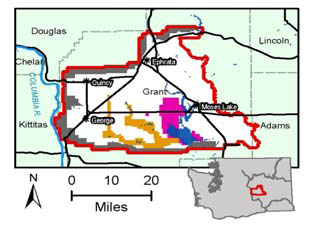 Douglas
Lincoln
Chelan
Ephrata
Quincy
Grant
COLUMBIA R.
Moses Lake
George
Kittitas
Adams
N
0 10 20
Miles